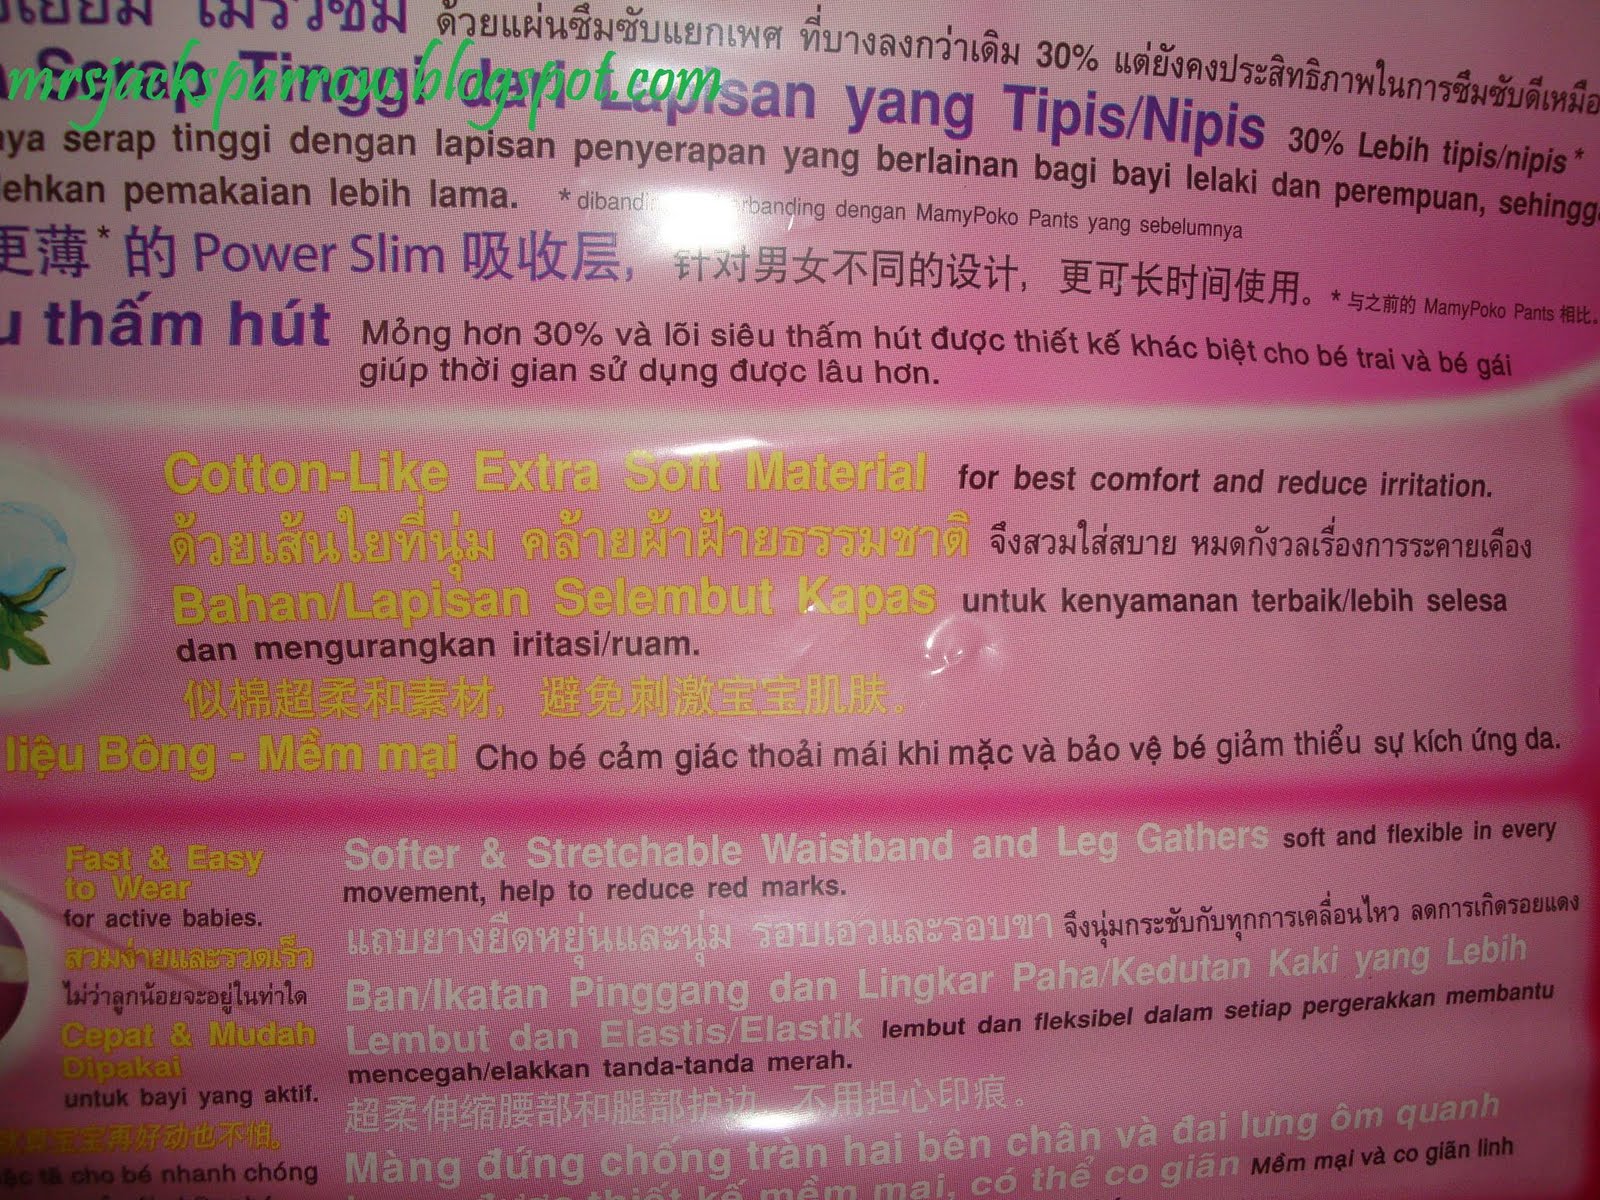 ด้วยแผ่นซึมซับแยกเพศ ที่บางลงกว่าเดิม 30% แต่ยังคงประสิทธิภาพในการซึมซับดีเหมือ
mrsjacksparrow.blogspot.com
Serap Tinggi dari Lapisan yang Tipis/Nipis 30% Lebih tipis/nipis*
serap tinggi dengan lapisan penyerapan yang berlainan bagi bayi lelaki dan perempuan, sehingga
pemakaian lebih lama. dengan MamyPoko Pants yang sebelumnya
更薄* 的 Power Slim 吸收层，针对男女不同的设计，更可长时间使用。* 与之前的 MamyPoko Pants 相比。
thấm hút Mỏng hơn 30% và lõi siêu thấm hút được thiết kế khác biệt cho bé trai và bé gái
giúp thời gian sử dụng được lâu hơn.
Cotton-Like Extra Soft Material for best comfort and reduce irritation.
ด้วยเส้นใยที่นุ่ม คล้ายผ้าฝ้ายธรรมชาติ จึงสวมใส่สบาย หมดกังวลเรื่องการระคายเคือง
Bahan/Lapisan Selembut Kapas untuk kenyamanan terbaik/lebih selesa
dan mengurangkan iritasi/ruam.
似棉超柔和素材，避免刺激宝宝肌肤。
liệu Bông - Mềm mại Cho bé cảm giác thoải mái khi mặc và bảo vệ bé giảm thiểu sự kích ứng da.
Fast & Easy
to Wear
for active babies.
สวมง่ายและรวดเร็ว
ไม่ว่าลูกน้อยจะอยู่ในท่าใด
Cepat & Mudah
Dipakai
untuk bayi yang aktif.
宝宝再好动也不怕。
cho bé nhanh chóng
Softer & Stretchable Waistband and Leg Gathers soft and flexible in every
movement, help to reduce red marks.
แถบยางยืดหยุ่นและนุ่ม รอบเอวและรอบขา จึงนุ่มกระชับกับทุกการเคลื่อนไหว ลดการเกิดรอยแดง
Ban/Ikatan Pinggang dan Lingkar Paha/Kedutan Kaki yang Lebih
Lembut dan Elastis/Elastik lembut dan fleksibel dalam setiap pergerakkan membantu
mencegah/elakkan tanda-tanda merah.
超柔伸缩腰部和腿部护边，不用担心印痕。
Màng đứng chống tràn hai bên chân và đai lưng ôm quanh
được thiết kế mềm mại, có thể co giãn Mềm mại và co giãn linh